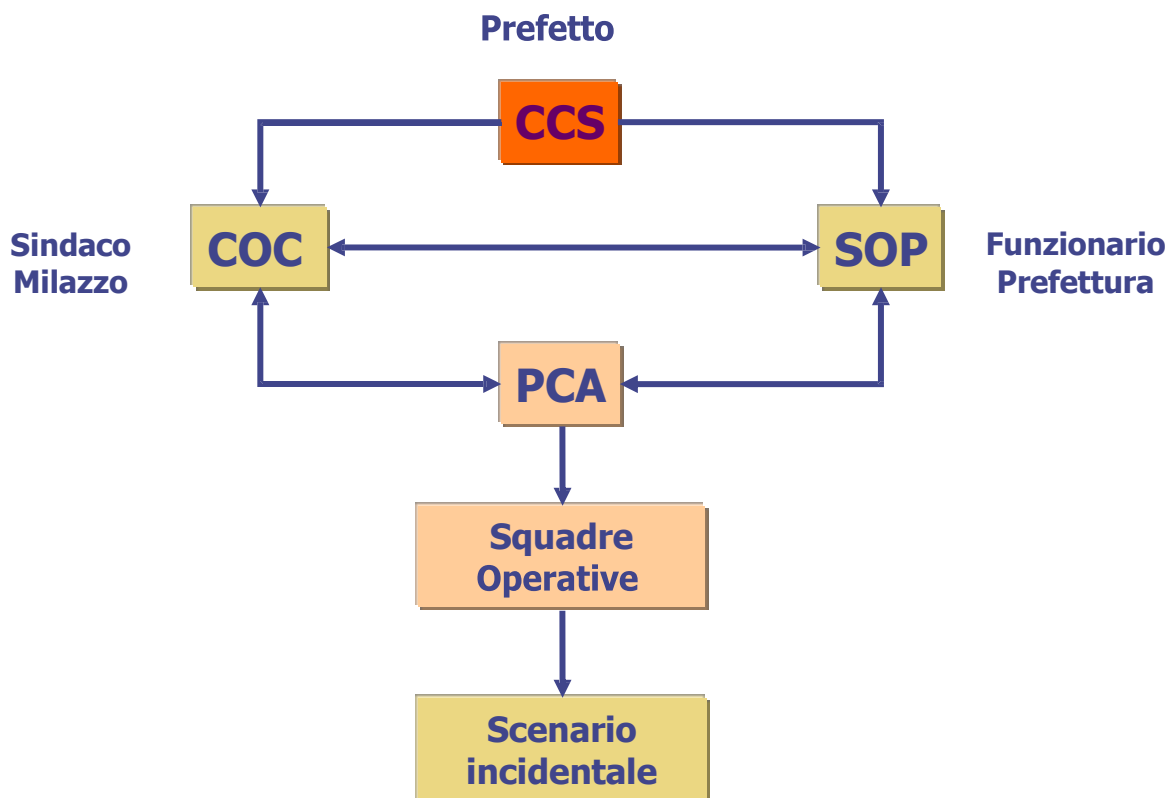 Prefetto
CCS
Sindaco
Milazzo
COC
SOP
Funzionario
Prefettura
PCA
Squadre
Operative
Scenario
incidentale